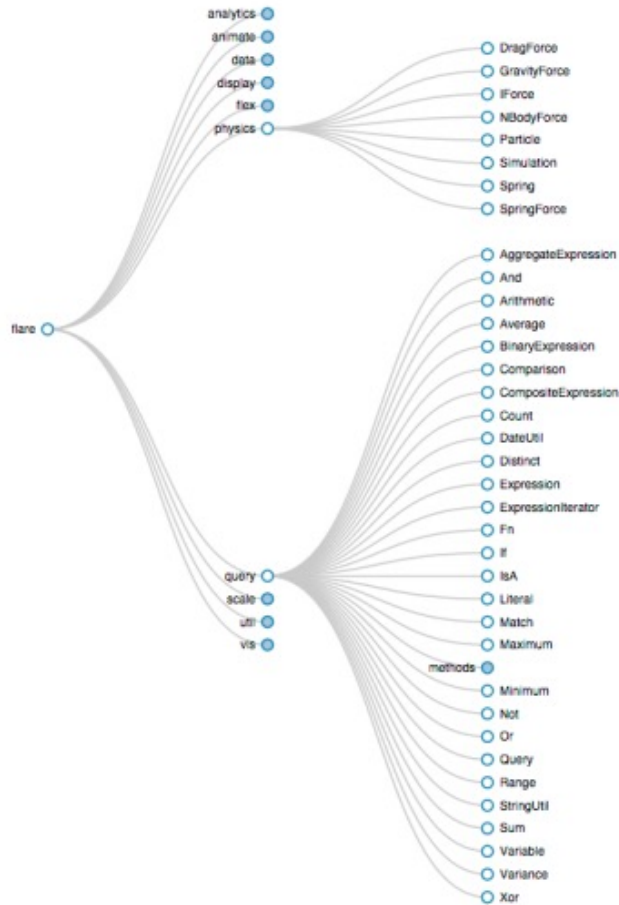 analytics
animate
data
display
flex
physics
DragForce
GravityForce
IForce
NBodyForce
Particle
Simulation
Spring
SpringForce
flare
query
scale
util
vis
AggregateExpression
And
Arithmetic
Average
BinaryExpression
Comparison
CompositeExpression
Count
DateUtil
Distinct
Expression
ExpressionIterator
Fn
If
IsA
Literal
Match
Maximum
methods
Minimum
Not
Or
Query
Range
StringUtil
Sum
Variable
Variance
Xor